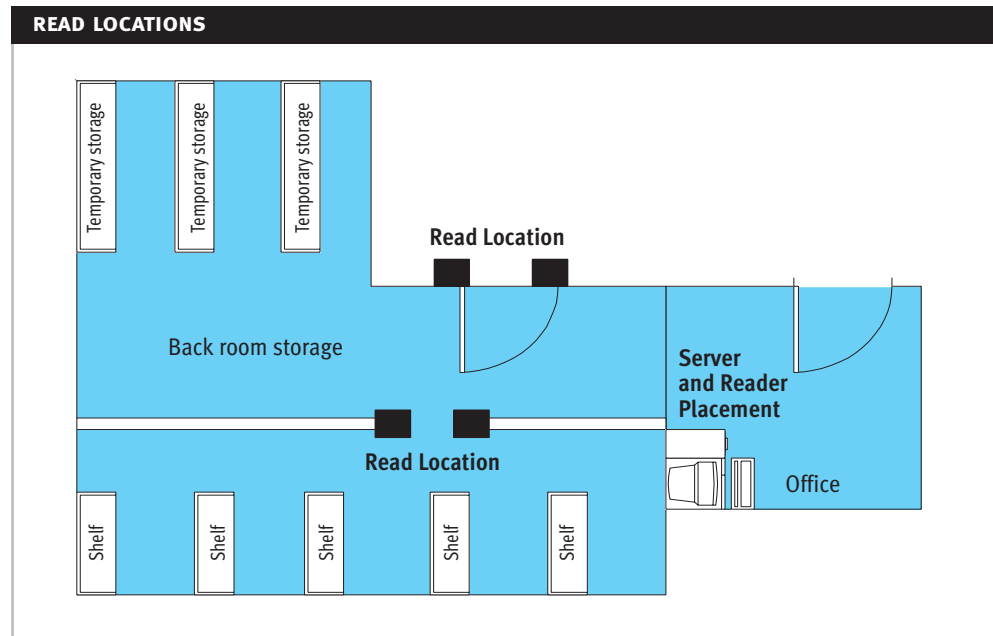 READ LOCATIONS
Temporary storage
Temporary storage
Temporary storage
Read Location
Back room storage
Server
and Reader
Placement
Read Location
Office
Shelf
Shelf
Shelf
Shelf
Shelf